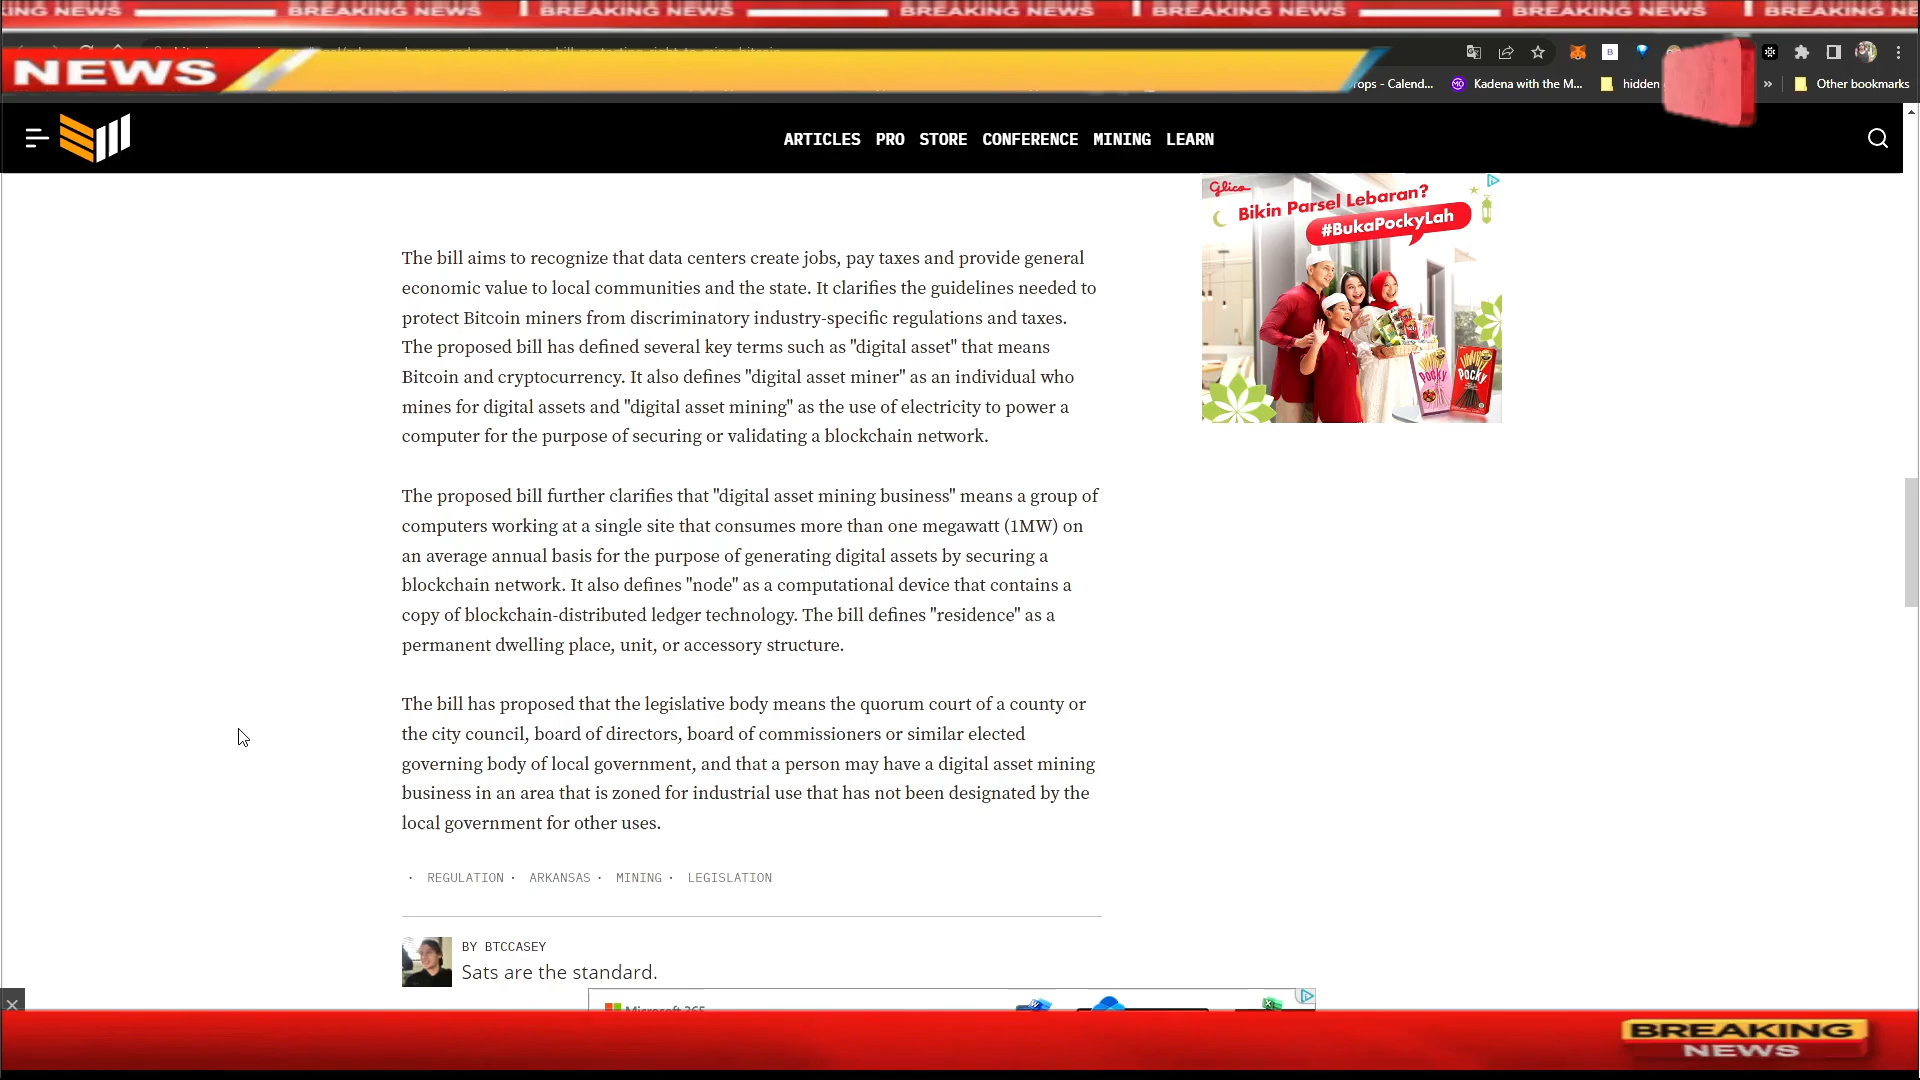 ING NEWS BREAKING NEWS BREAKING NEWS BREAKING NEWS BREAKING NEWS BREAKING NEWS BREAKING NE
NEWS
rops - Calend...
Kadena with the M...
hidden
»
Other bookmarks
ARTICLES PRO STORE CONFERENCE MINING LEARN
Glico
Bikin Parsel Lebaran?
#BukaPockyLah
POCKY
POCKY
The bill aims to recognize that data centers create jobs, pay taxes and provide general
economic value to local communities and the state. It clarifies the guidelines needed to
protect Bitcoin miners from discriminatory industry-specific regulations and taxes.
The proposed bill has defined several key terms such as "digital asset" that means
Bitcoin and cryptocurrency. It also defines "digital asset miner" as an individual who
mines for digital assets and "digital asset mining" as the use of electricity to power a
computer for the purpose of securing or validating a blockchain network.
The proposed bill further clarifies that "digital asset mining business" means a group of
computers working at a single site that consumes more than one megawatt (1MW) on
an average annual basis for the purpose of generating digital assets by securing a
blockchain network. It also defines "node" as a computational device that contains a
copy of blockchain-distributed ledger technology. The bill defines "residence" as a
permanent dwelling place, unit, or accessory structure.
The bill has proposed that the legislative body means the quorum court of a county or
the city council, board of directors, board of commissioners or similar elected
governing body of local government, and that a person may have a digital asset mining
business in an area that is zoned for industrial use that has not been designated by the
local government for other uses.
· REGULATION · ARKANSAS · MINING · LEGISLATION
BY BTCCASEY
Sats are the standard.
Microsoft 365
BREAKING
NEWS